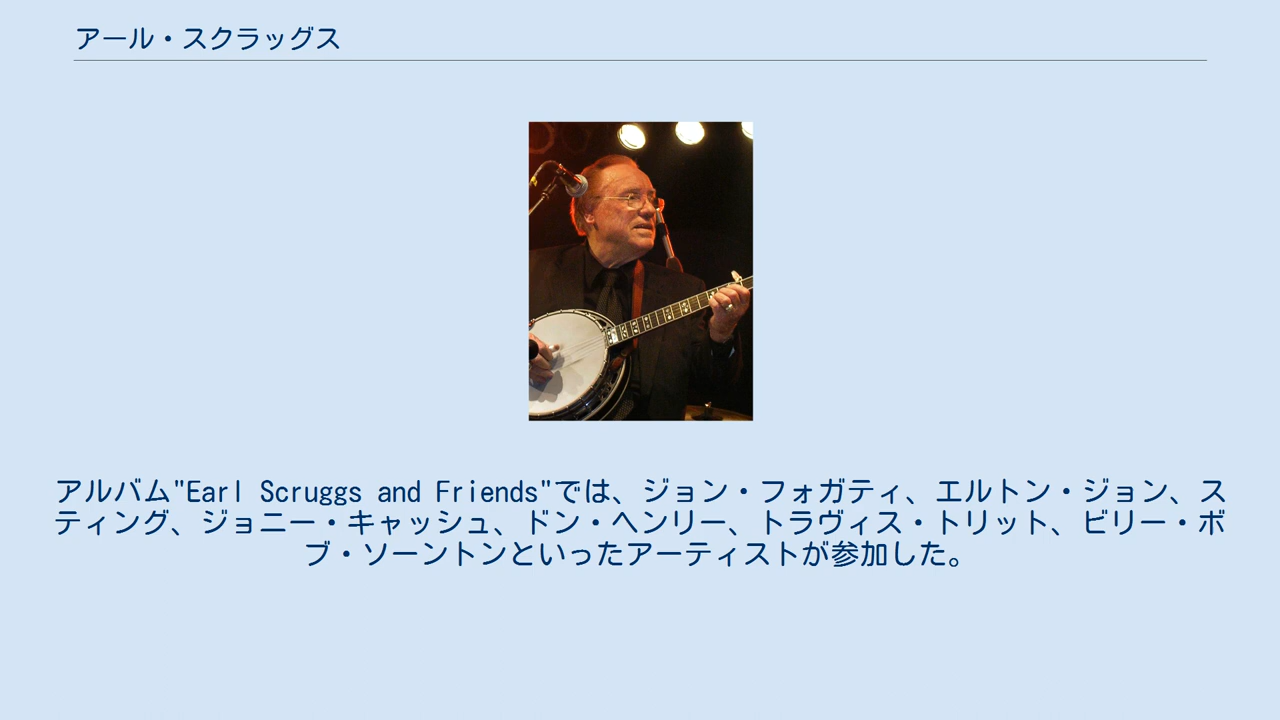 アール・スクラッグス
アルバム"Earl Scruggs and Friends"では、ジョン・フォガティ、エルトン・ジョン、ス
ティング、ジョニー・キャッシュ、ドン・ヘンリー、トラヴィス・トリット、ビリー・ボ
ブ・ソーントンといったアーティストが参加した。